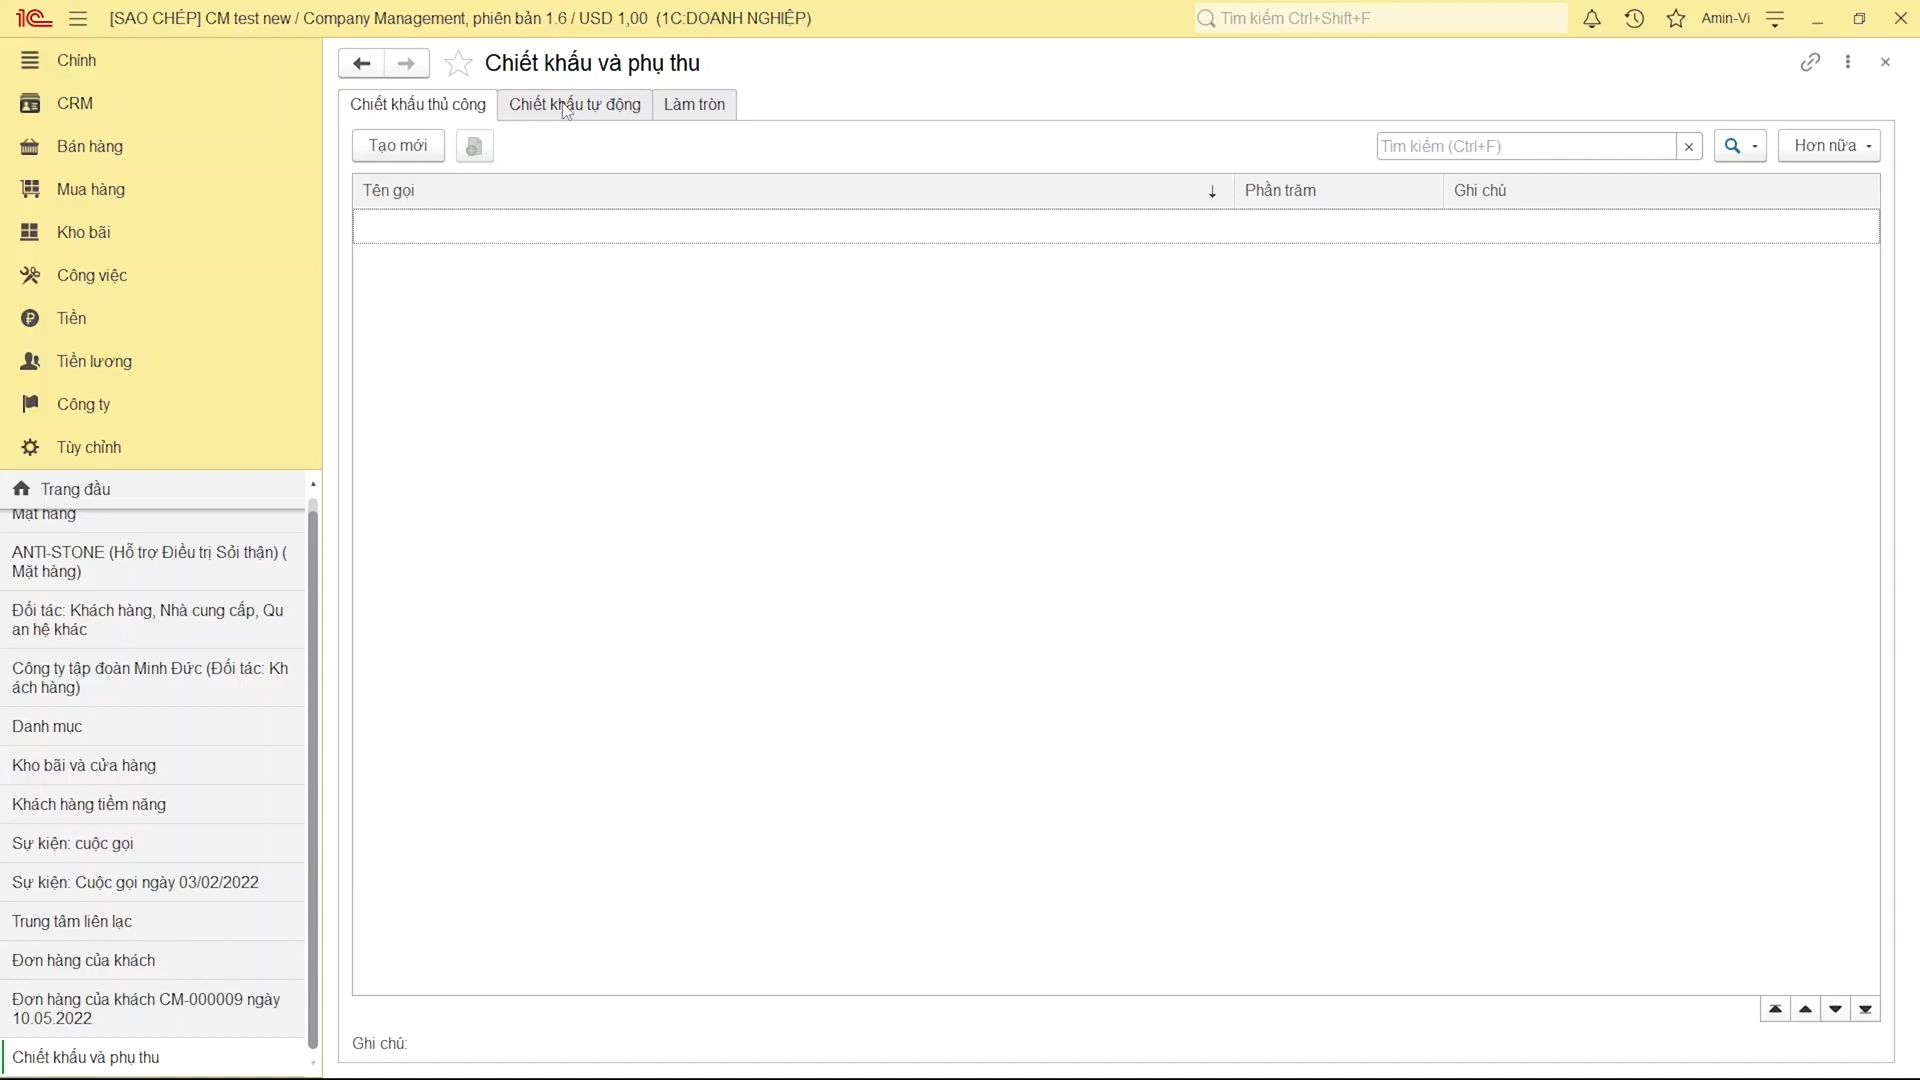 [SAO CHÉP] CM test new / Company Management, phiên bản 1.6 / USD 1,00 (1C:DOANH NGHIỆP)
Tìm kiếm Ctrl+Shift+F
Amin-Vi
Chính
CRM
Bán hàng
Mua hàng
Kho bãi
Công việc
Tiền
Tiền lương
Công ty
Tùy chỉnh
Trang đầu
Mặt hàng
ANTI-STONE (Hỗ trợ Điều trị Sỏi thận) (
Mặt hàng)
Đối tác: Khách hàng, Nhà cung cấp, Qu
an hệ khác
Công ty tập đoàn Minh Đức (Đối tác: Kh
ách hàng)
Danh mục
Kho bãi và cửa hàng
Khách hàng tiềm năng
Sự kiện: cuộc gọi
Sự kiện: Cuộc gọi ngày 03/02/2022
Trung tâm liên lạc
Đơn hàng của khách
Đơn hàng của khách CM-000009 ngày
10.05.2022
Chiết khấu và phụ thu
Chiết khấu và phụ thu
Chiết khấu thủ công
Chiết khấu tự động
Làm tròn
Tạo mới
Tìm kiếm (Ctrl+F)
Hơn nữa
Tên gọi
Phần trăm
Ghi chú
Ghi chú: